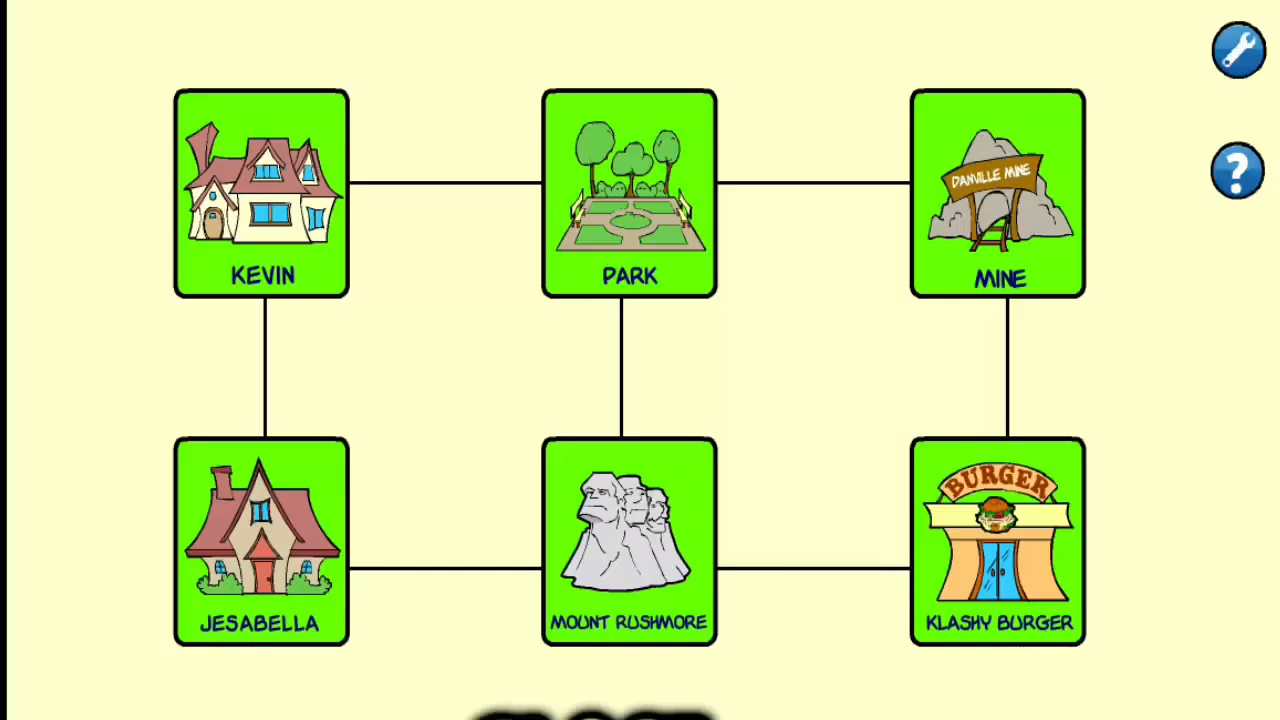 KEVIN
PARK
DANVILLE MINE
MINE
JESABELLA
MOUNT RUSHMORE
BURGER
KLASHY BURGER
?